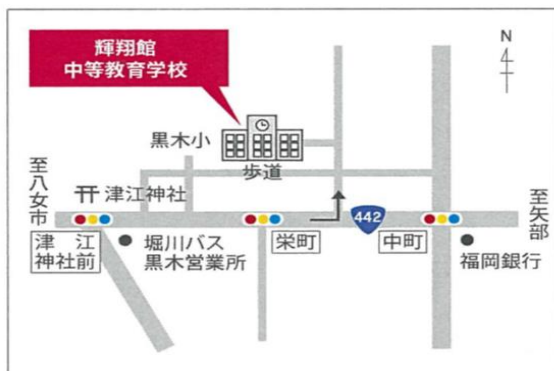 輝翔館
中等教育学校
N
黒木小
歩道
至八女市
津江神社
至矢部
442
津江
神社前
堀川バス
黒木営業所
栄町
中町
福岡銀行